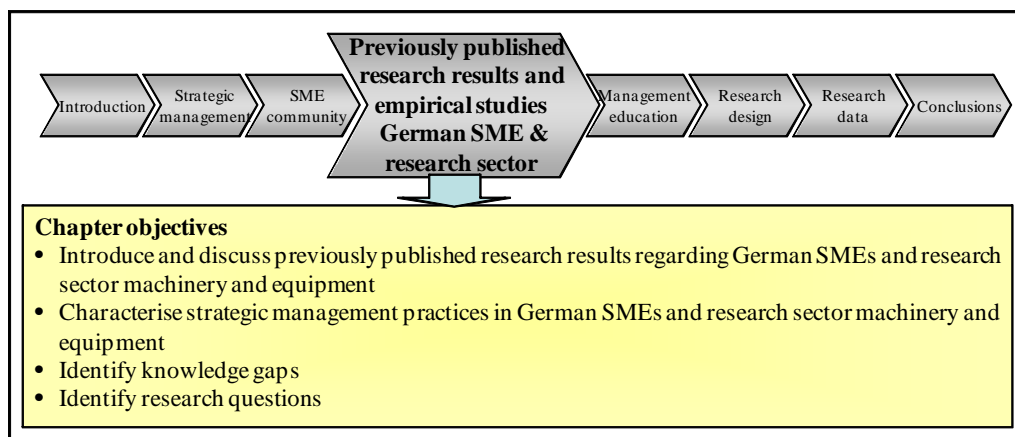 Introduction
Strategic
management
SME
community
Previously published
research results and
empirical studies
German SME &
research sector
Management
education
Research
design
Research
data
Conclusions
Chapter objectives
• Introduce and discuss previously published research results regarding German SMEs and research
sector machinery and equipment
• Characterise strategic management practices in German SMEs and research sector machinery and
equipment
• Identify knowledge gaps
• Identify research questions